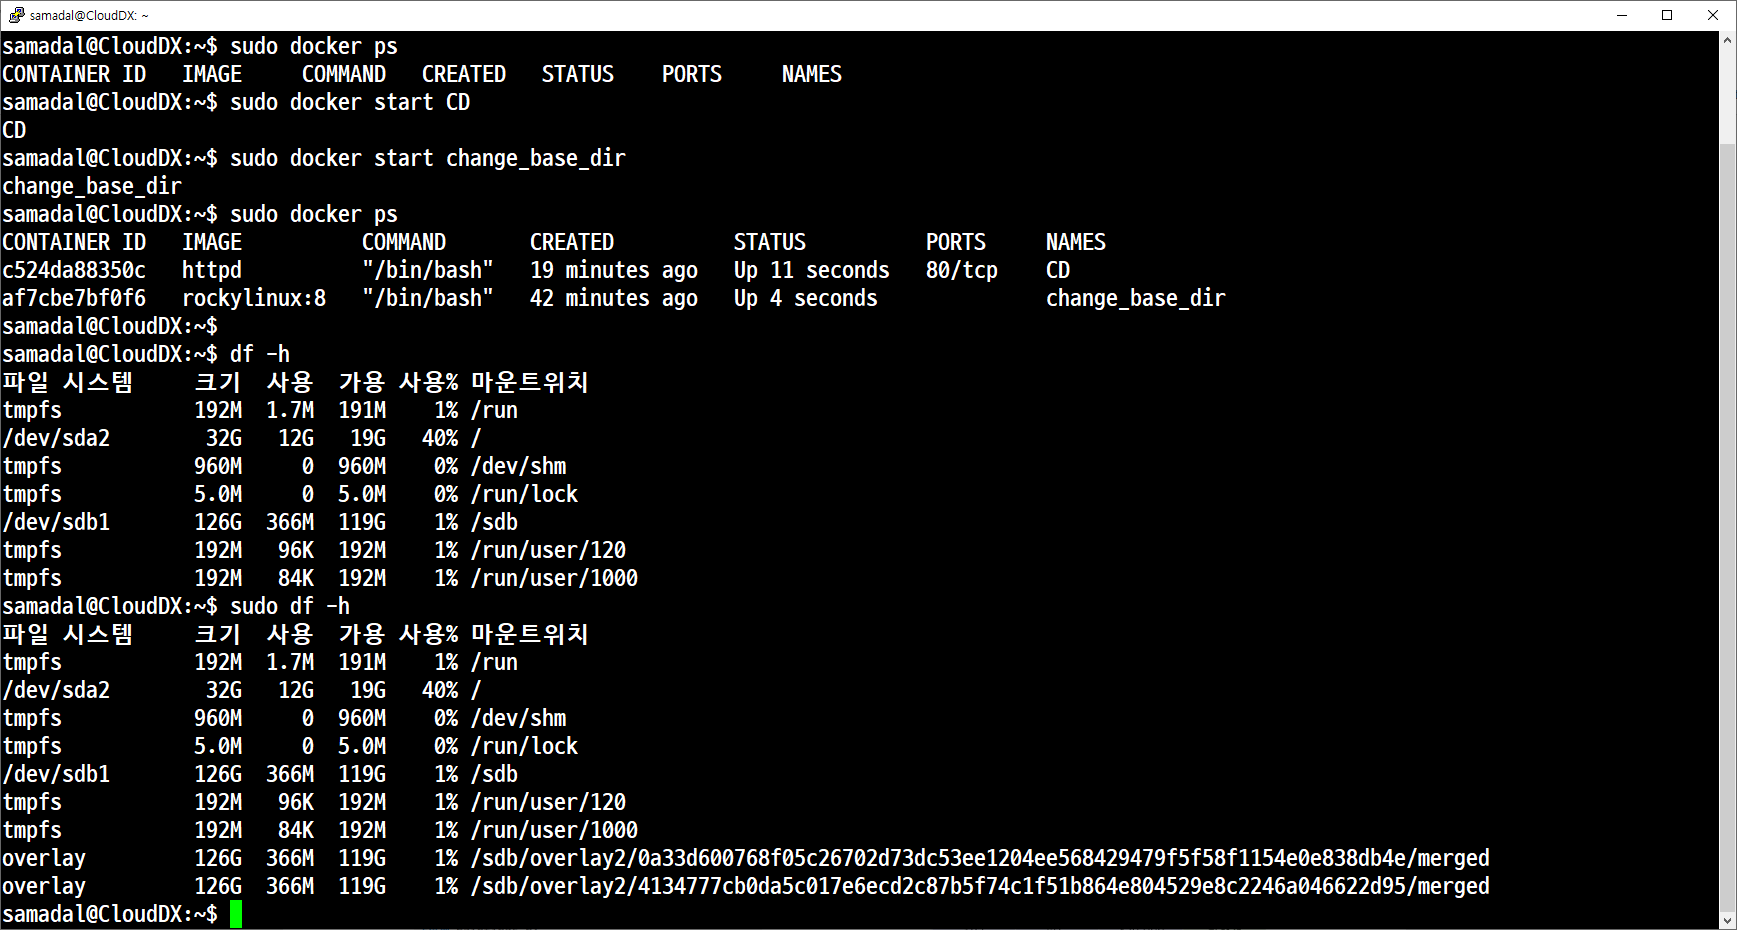 samadal@CloudDX: ~
samadal@CloudDX:~$ sudo docker ps
CONTAINER ID   IMAGE     COMMAND   CREATED   STATUS    PORTS     NAMES
samadal@CloudDX:~$ sudo docker start CD
CD
samadal@CloudDX:~$ sudo docker start change_base_dir
change_base_dir
samadal@CloudDX:~$ sudo docker ps
CONTAINER ID   IMAGE          COMMAND       CREATED          STATUS          PORTS     NAMES
c524da88350c   httpd          "/bin/bash"   19 minutes ago   Up 11 seconds   80/tcp    CD
af7cbe7bf0f6   rockylinux:8   "/bin/bash"   42 minutes ago   Up 4 seconds              change_base_dir
samadal@CloudDX:~$
samadal@CloudDX:~$ df -h
파일 시스템     크기  사용  가용 사용% 마운트위치
tmpfs           192M  1.7M  191M    1% /run
/dev/sda2        32G   12G   19G   40% /
tmpfs           960M     0  960M    0% /dev/shm
tmpfs           5.0M     0  5.0M    0% /run/lock
/dev/sdb1       126G  366M  119G    1% /sdb
tmpfs           192M   96K  192M    1% /run/user/120
tmpfs           192M   84K  192M    1% /run/user/1000
samadal@CloudDX:~$ sudo df -h
파일 시스템     크기  사용  가용 사용% 마운트위치
tmpfs           192M  1.7M  191M    1% /run
/dev/sda2        32G   12G   19G   40% /
tmpfs           960M     0  960M    0% /dev/shm
tmpfs           5.0M     0  5.0M    0% /run/lock
/dev/sdb1       126G  366M  119G    1% /sdb
tmpfs           192M   96K  192M    1% /run/user/120
tmpfs           192M   84K  192M    1% /run/user/1000
overlay         126G  366M  119G    1% /sdb/overlay2/0a33d600768f05c26702d73dc53ee1204ee568429479f5f58f1154e0e838db4e/merged
overlay         126G  366M  119G    1% /sdb/overlay2/4134777cb0da5c017e6ecd2c87b5f74c1f51b864e804529e8c2246a046622d95/merged
samadal@CloudDX:~$